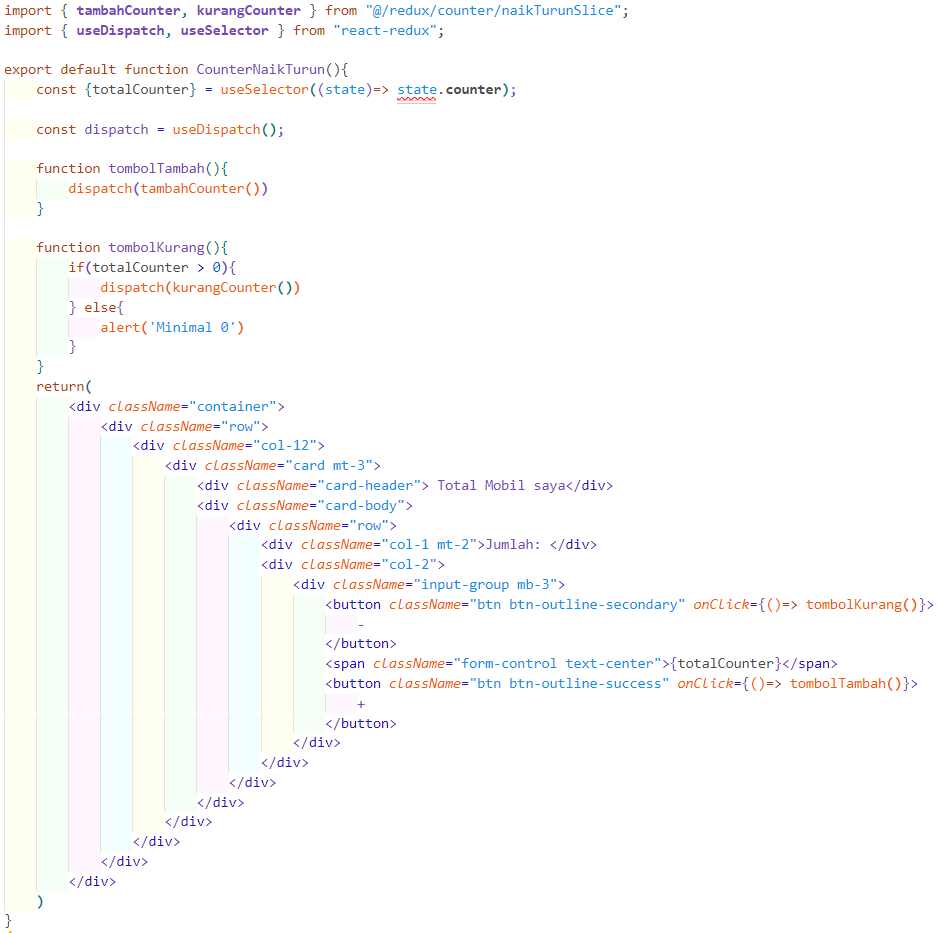 import { tambahCounter, kurangCounter } from "@/redux/counter/naikTurunSlice";
import { useDispatch, useSelector } from "react-redux";
export default function CounterNaikTurun(){
const {totalCounter} = useSelector((state)=> state.counter);
const dispatch = useDispatch();
function tombolTambah(){
dispatch(tambahCounter())
}
function tombolKurang(){
if(totalCounter > 0){
dispatch(kurangCounter())
} else{
alert('Minimal 0')
}
}
return(
<div className="container">
<div className="row">
<div className="col-12">
<div className="card mt-3">
<div className="card-header"> Total Mobil saya</div>
<div className="card-body">
<div className="row">
<div className="col-1 mt-2">Jumlah: </div>
<div className="col-2">
<div className="input-group mb-3">
<button className="btn btn-outline-secondary" onClick={()=> tombolKurang()}>
-
</button>
<span className="form-control text-center">{totalCounter}</span>
<button className="btn btn-outline-success" onClick={()=> tombolTambah()}>
+
</button>
</div>
</div>
</div>
</div>
</div>
</div>
</div>
</div>
)
}